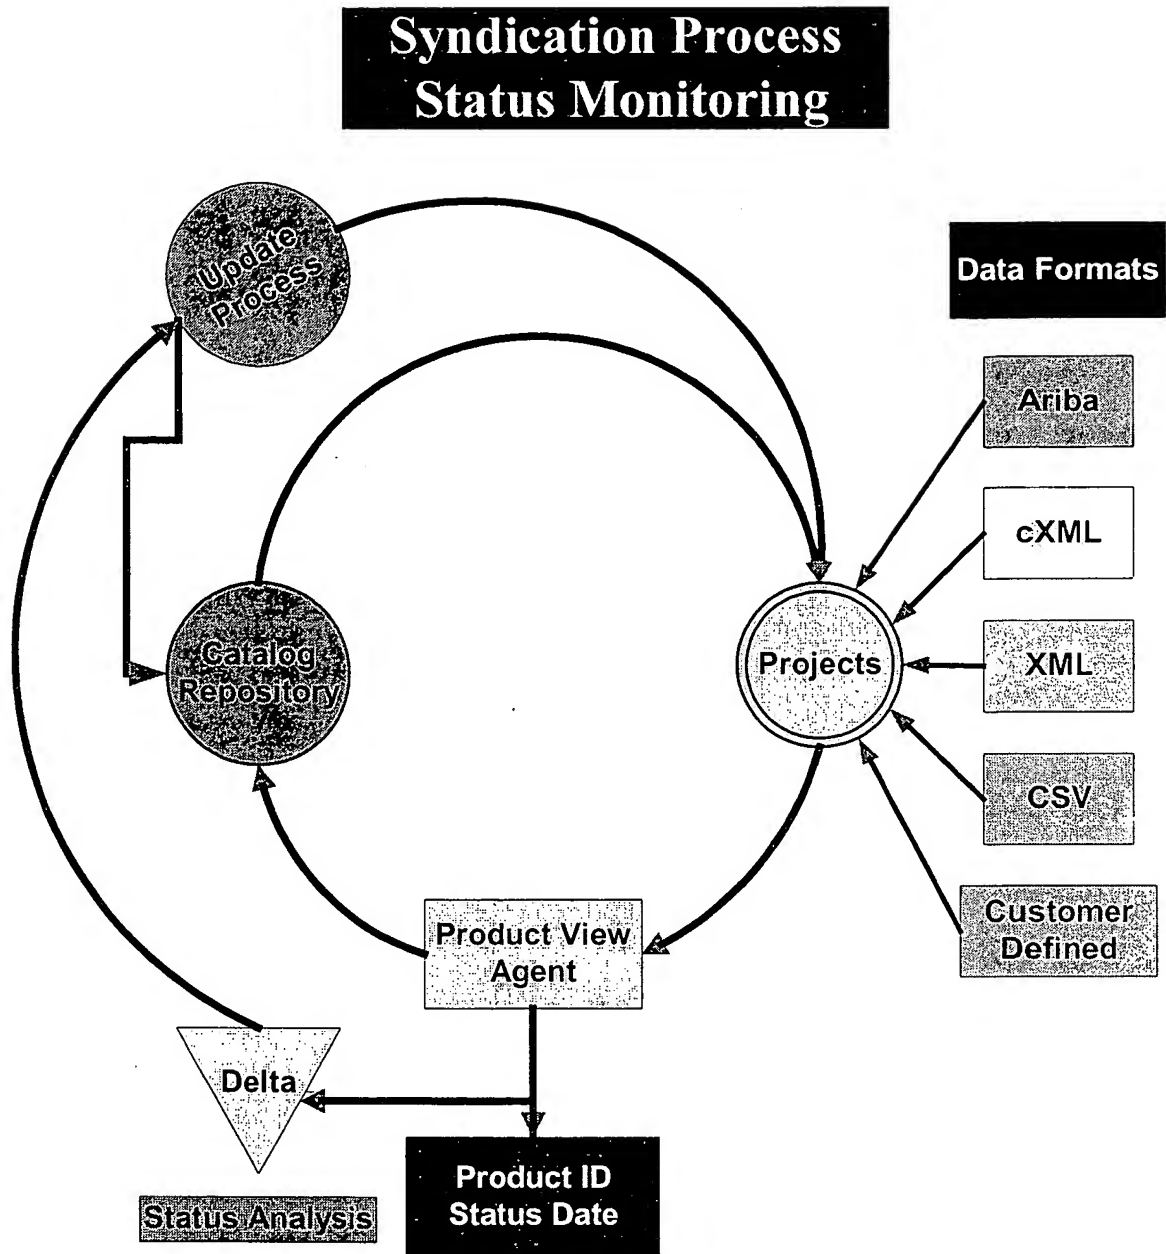 Syndication Process
Status Monitoring
Update
Process
Data Formats
Ariba
cXML
Catalog
Repository
Projects
XML
CSV
Product View
Agent
Customer
Defined
Delta
Product ID
Status Date
Status Analysis